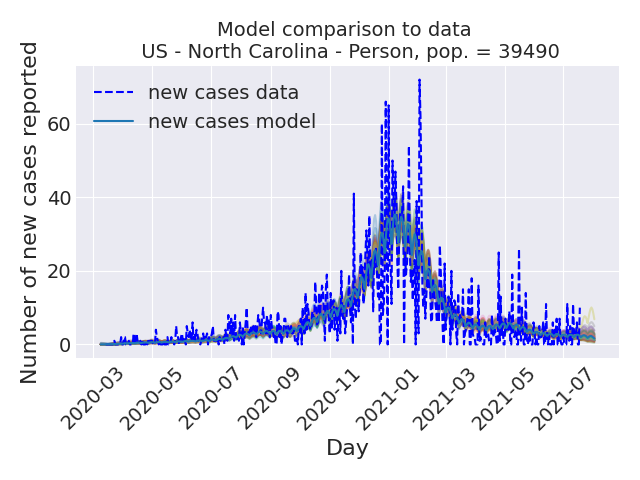 Model comparison to data
US - North Carolina - Person, pop. = 39490
new cases data
new cases model
Number of new cases reported
60
40
20
0
2020-03
2020-05
2020-07
2020-09
2020-11
2021-01
2021-03
2021-05
2021-07
Day